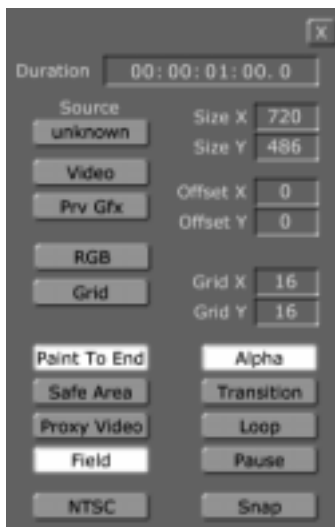 X
Duration 00:00:01:00.0
Source
unknown
Size X 720
Size Y 486
Video
Prv Gfx
Offset X 0
Offset Y 0
RGB
Grid
Grid X 16
Grid Y 16
Paint To End Alpha
Safe Area Transition
Proxy Video Loop
Field Pause
NTSC Snap